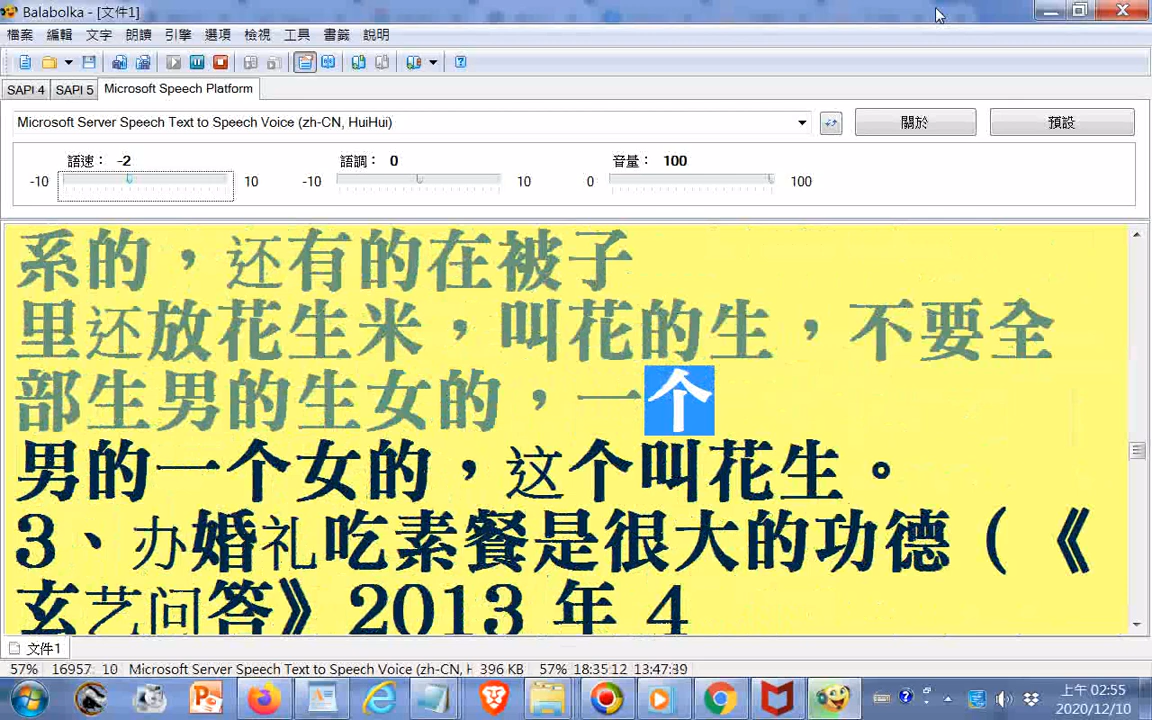 Balabolka - [文件1]
檔案 編輯 文字 朗讀 引擎 選項 檢視 工具 書籤 說明
SAPI 4 SAPI 5 Microsoft Speech Platform
Microsoft Server Speech Text to Speech Voice (zh-CN, HuiHui) 關於 預設
語速： -2 語調： 0 音量： 100
-10 10 -10 10 0 100
系的，还有的在被子
里还放花生米，叫花的生，不要全
部生男的生女的，一个
男的一个女的，这个叫花生。
3、办婚礼吃素餐是很大的功德（《
玄艺问答》2013 年 4
文件1
57% 16957: 10 Microsoft Server Speech Text to Speech Voice (zh-CN, H 396 KB 57% 18:35:12 13:47:39
上午 02:55
2020/12/10